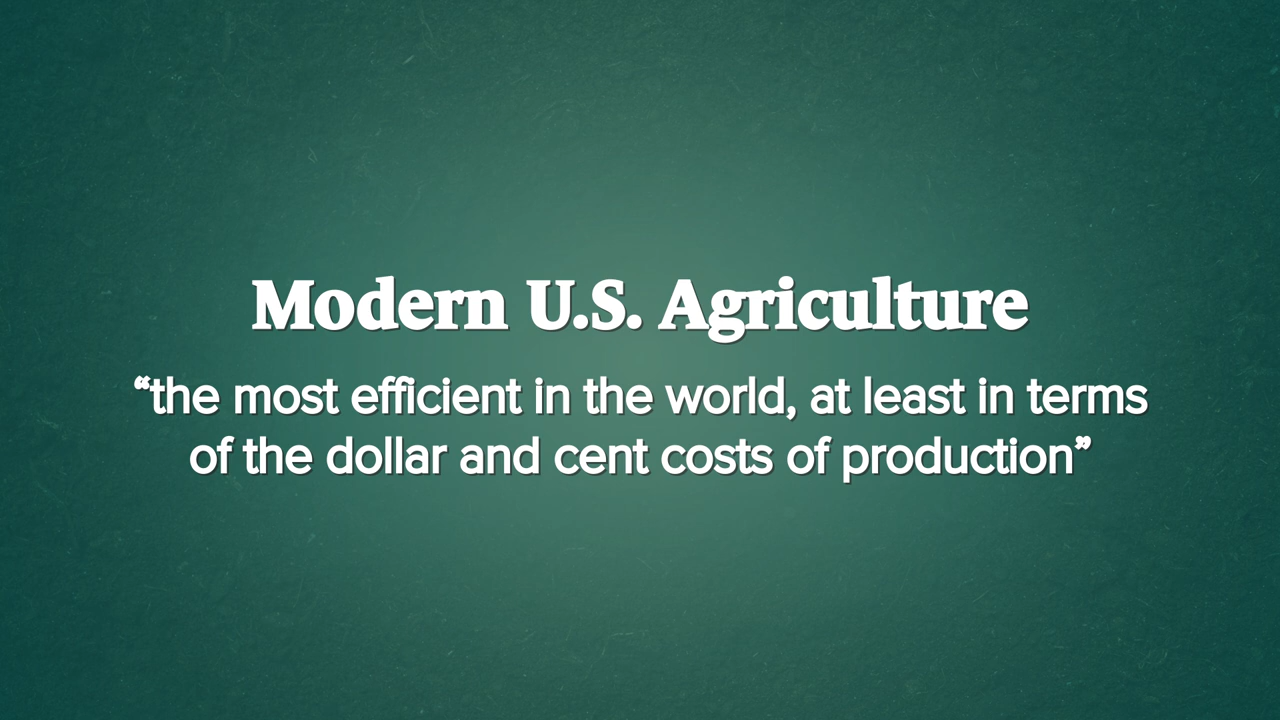 Modern U.S. Agriculture
“the most efficient in the world, at least in terms
of the dollar and cent costs of production”